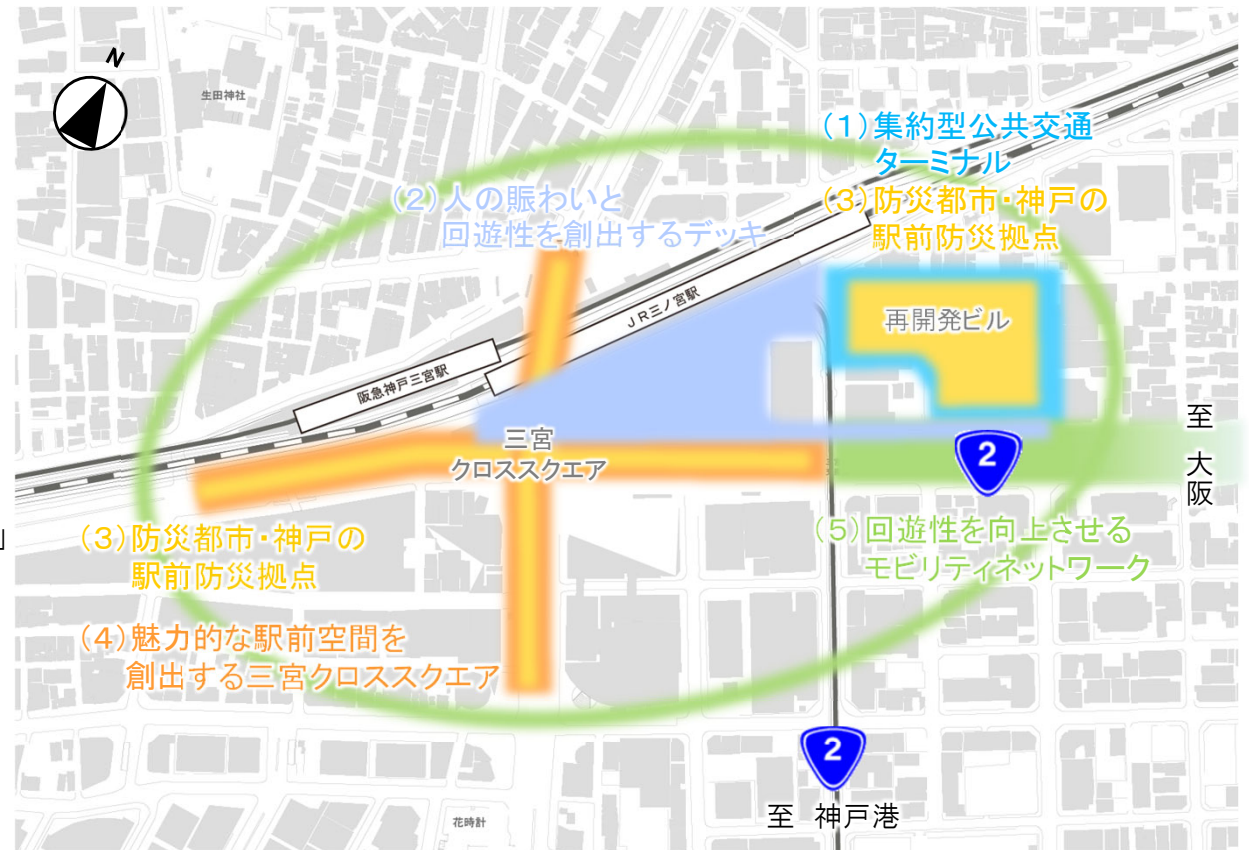 N
生田神社
(1)集約型公共交通
ターミナル
(2)人の賑わいと
回遊性を創出するデッキ
(3)防災都市・神戸の
駅前防災拠点
JR三ノ宮駅
再開発ビル
阪急神戸三宮駅
三宮
クロススクエア
2
至
大
阪
」
(3)防災都市・神戸の
駅前防災拠点
(5)回遊性を向上させる
モビリティネットワーク
(4)魅力的な駅前空間を
創出する三宮クロススクエア
2
至 神戸港
花時計